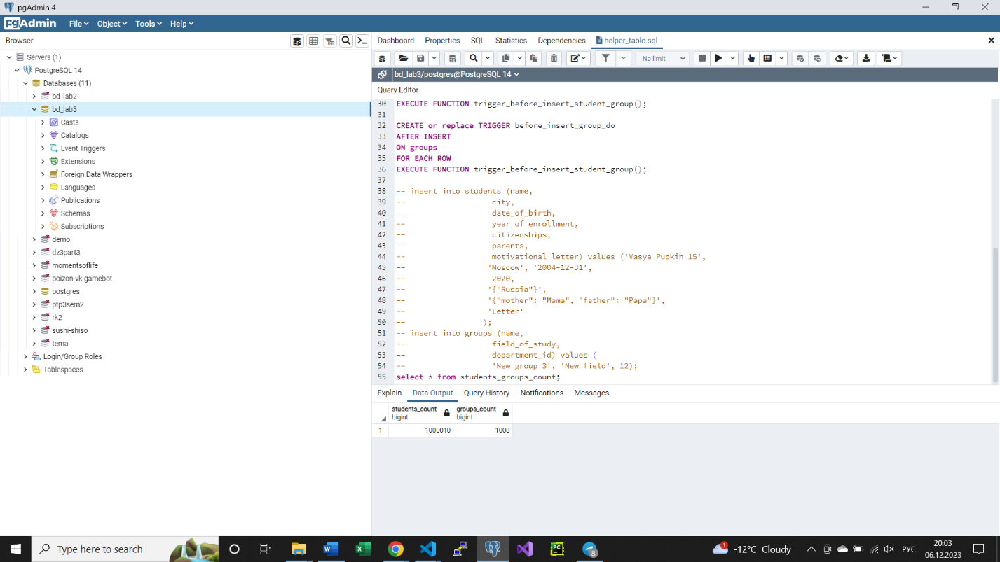 pgAdmin 4
pgAdmin File Object Tools Help
Browser
Servers (1)
PostgreSQL 14
Databases (11)
bd_lab2
bd_lab3
Casts
Catalogs
Event Triggers
Extensions
Foreign Data Wrappers
Languages
Publications
Schemas
Subscriptions
demo
dz3part3
momentsoflife
poizon-vk-gamebot
postgres
ptp3sem2
rk2
sushi-shiso
tema
Login/Group Roles
Tablespaces
Dashboard Properties SQL Statistics Dependencies helper_table.sql
No limit
bd_lab3/postgres@PostgreSQL 14
Query Editor
30 EXECUTE FUNCTION trigger_before_insert_student_group();
31
32 CREATE or replace TRIGGER before_insert_group_do
33 AFTER INSERT
34 ON groups
35 FOR EACH ROW
36 EXECUTE FUNCTION trigger_before_insert_student_group();
37
38 -- insert into students (name,
39 -- city,
40 -- date_of_birth,
41 -- year_of_enrollment,
42 -- citizenships,
43 -- parents,
44 -- motivational_letter) values ('Vasya Pupkin 15',
45 -- 'Moscow', '2004-12-31',
46 -- 2020,
47 -- '{"Russia"}',
48 -- '{"mother": "Mama", "father": "Papa"}',
49 -- 'Letter'
50 -- );
51 -- insert into groups (name,
52 -- field_of_study,
53 -- department_id) values (
54 -- 'New group 3', 'New field', 12);
55 select * from students_groups_count;
Explain Data Output Query History Notifications Messages
students_count groups_count
bigint bigint
1 1000010 1008
Type here to search
1 -12°C Cloudy
8
РУС
20:03
06.12.2023